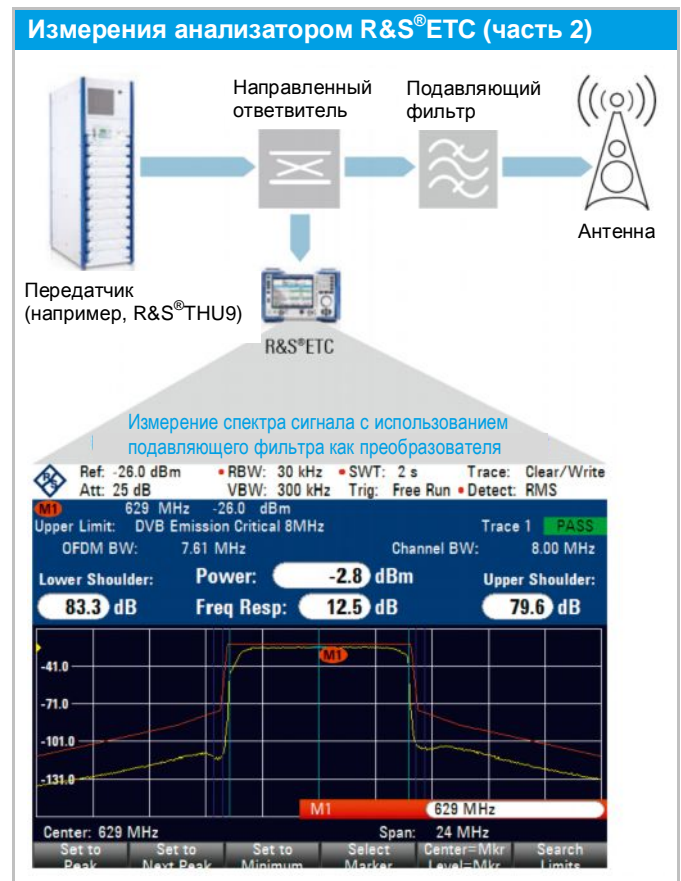 Измерения анализатором R&S®ETC (часть 2)
Направленный
ответвитель
Подавляющий
фильтр
Антенна
Передатчик
(например, R&S®THU9)
R&S®ETC
Измерение спектра сигнала с использованием
подавляющего фильтра как преобразователя
Ref: -26.0 dBm • RBW: 30 kHz • SWT: 2 s Trace: Clear/Write
Att: 25 dB VBW: 300 kHz Trig: Free Run • Detect: RMS
M1 629 MHz -26.0 dBm
Upper Limit: DVB Emission Critical 8MHz Trace 1 PASS
OFDM BW: 7.61 MHz Channel BW: 8.00 MHz
Lower Shoulder: Power: -2.8 dBm Upper Shoulder:
83.3 dB Freq Resp: 12.5 dB 79.6 dB
M1
-41.0
-71.0
-101.0
-131.0
M1 629 MHz
Center: 629 MHz Span: 24 MHz
Set to Set to Set to Select Center=Mkr Search
Peak Next Peak Minimum Marker Level=Mkr Limits